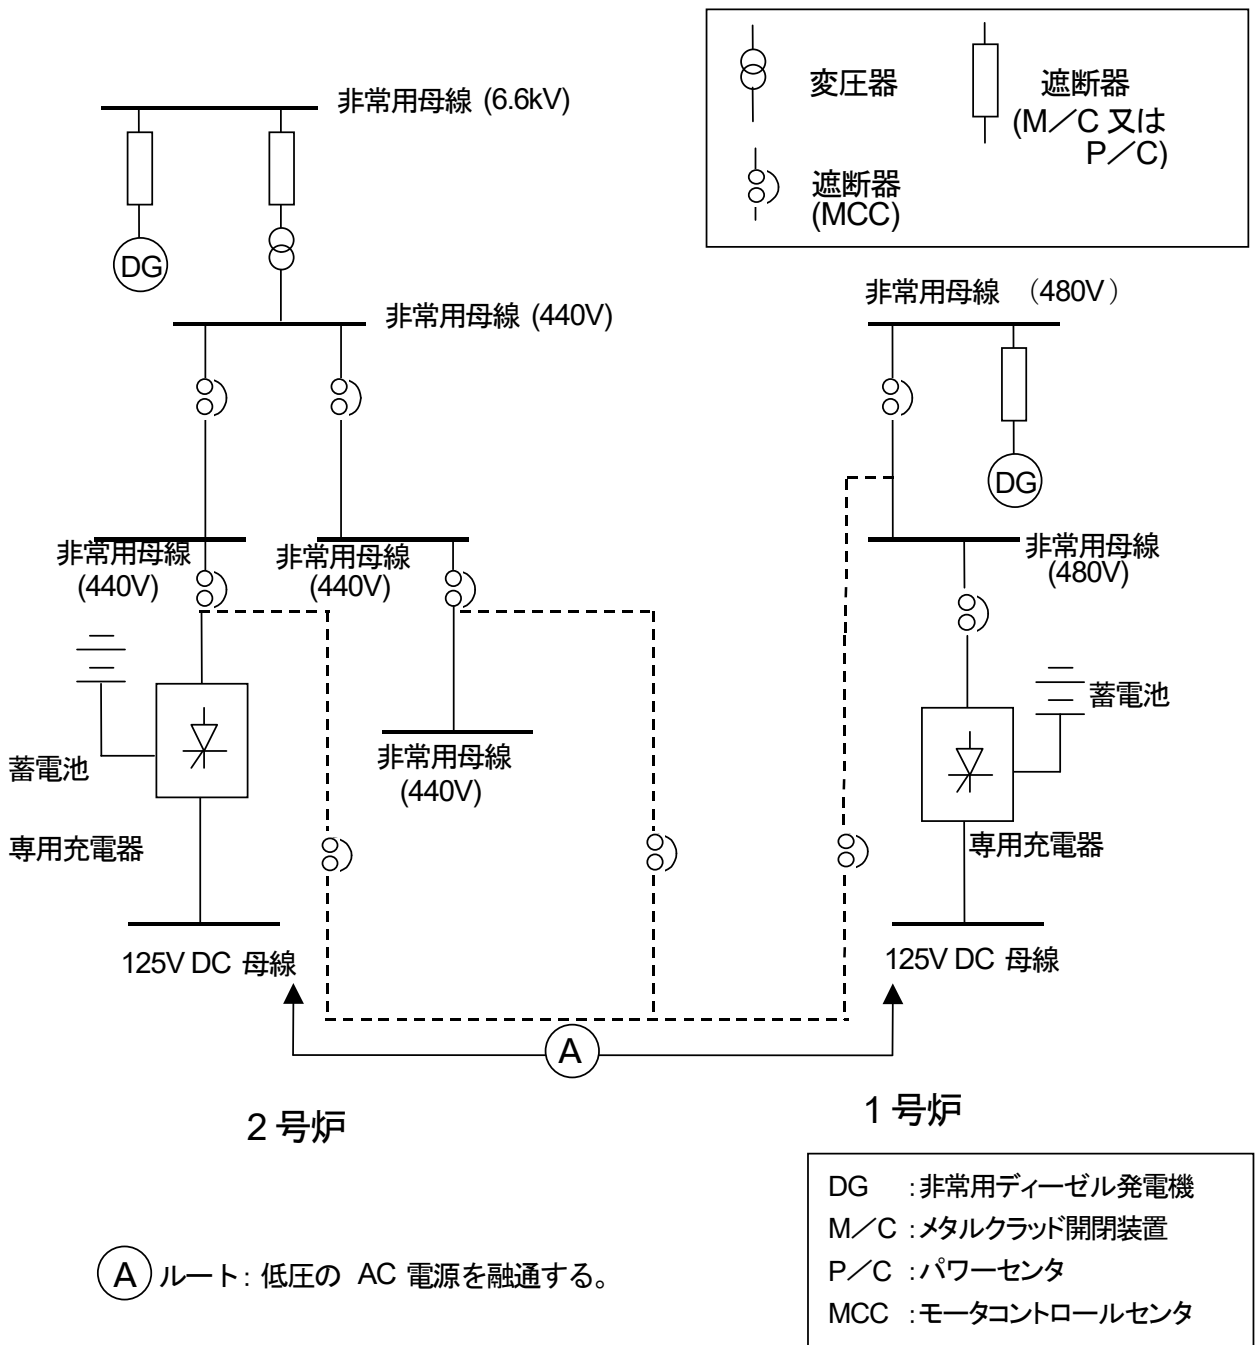 変圧器
遮断器
(M／C 又は
P／C)
遮断器
(MCC)
非常用母線 (6.6kV)
DG
非常用母線 (440V)
非常用母線 （480V）
DG
非常用母線
(440V)
非常用母線
(440V)
非常用母線
(480V)
蓄電池
蓄電池
非常用母線
(440V)
専用充電器
専用充電器
125V DC 母線
125V DC 母線
A
2 号炉
1 号炉
DG :非常用ディーゼル発電機
M／C :メタルクラッド開閉装置
P／C :パワーセンタ
MCC :モータコントロールセンタ
A ルート: 低圧の AC 電源を融通する。